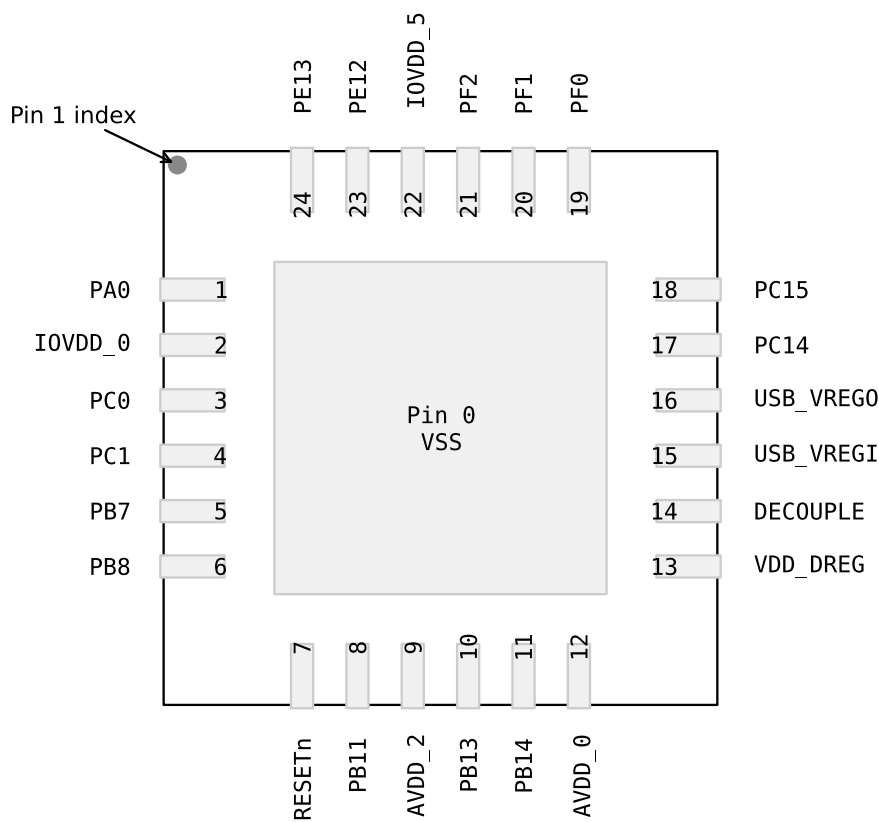 PE13
PE12
IOVDD_5
PF2
PF1
PF0
Pin 1 index
24
23
22
21
20
19
PA0 1
18 PC15
IOVDD_0 2
17 PC14
PC0 3
16 USB_VREGO
PC1 4
15 USB_VREGI
PB7 5
14 DECOUPLE
PB8 6
13 VDD_DREG
Pin 0
VSS
7
8
9
10
11
12
RESETn
PB11
AVDD_2
PB13
PB14
AVDD_0